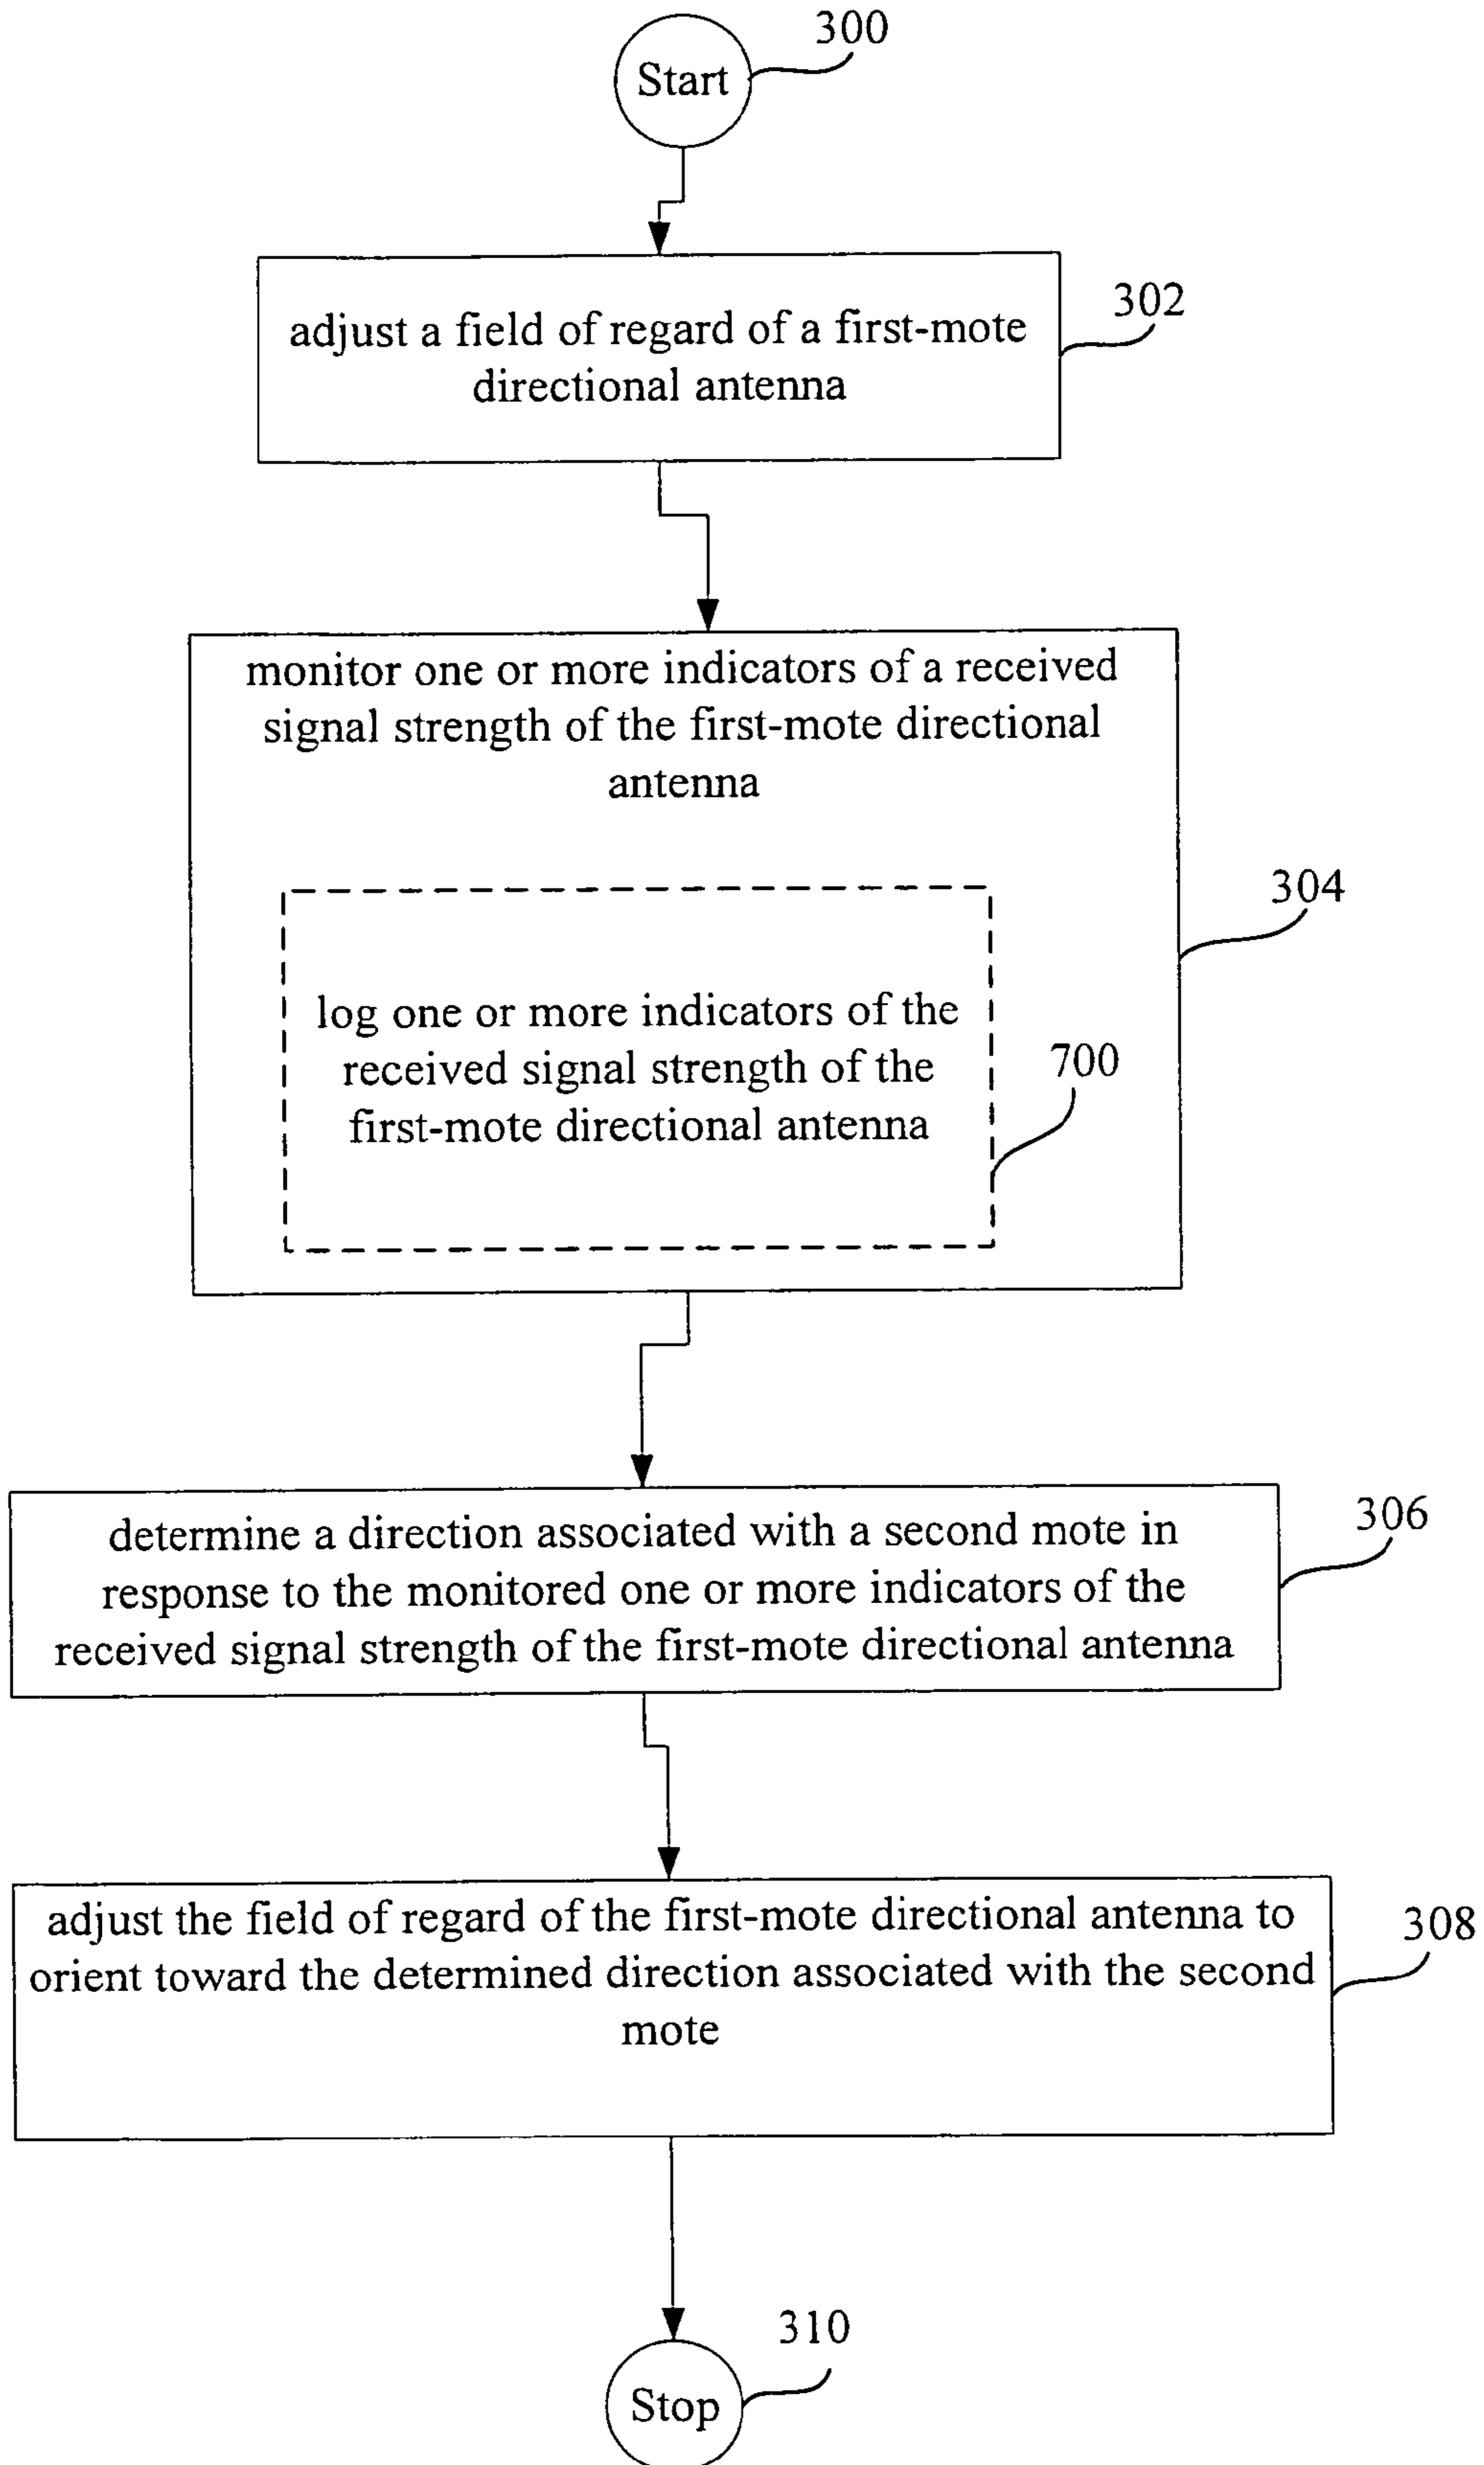 300
Start
302
adjust a field of regard of a first-mote
directional antenna
monitor one or more indicators of a received
signal strength of the first-mote directional
antenna
304
log one or more indicators of the
received signal strength of the
first-mote directional antenna
700
306
determine a direction associated with a second mote in
response to the monitored one or more indicators of the
received signal strength of the first-mote directional antenna
308
adjust the field of regard of the first-mote directional antenna to
orient toward the determined direction associated with the second
mote
310
Stop